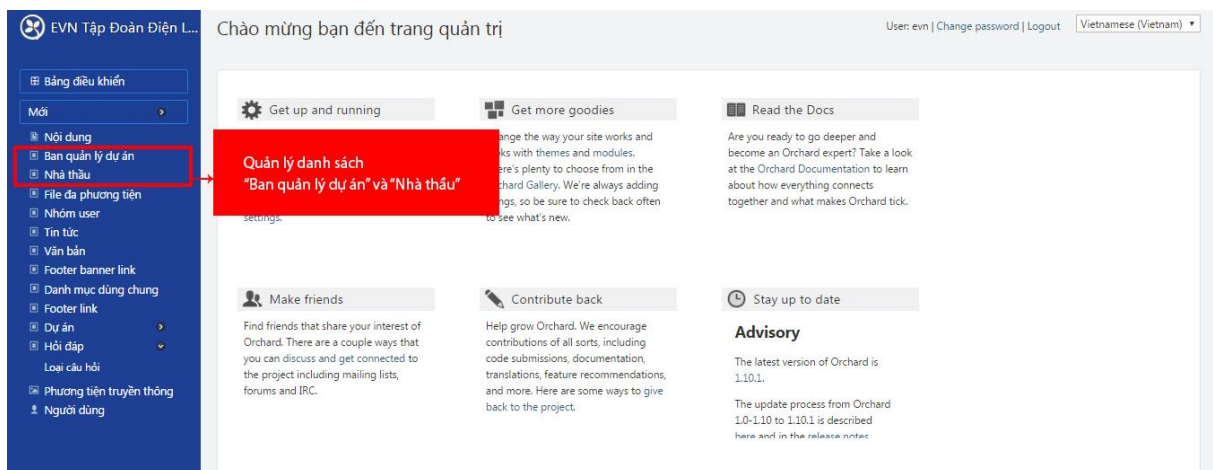 EVN Tập Đoàn Điện L...
Chào mừng bạn đến trang quản trị
User: evn | Change password | Logout
Vietnamese (Vietnam)
Bảng điều khiển
Mới
Nội dung
Ban quản lý dự án
Nhà thầu
File đa phương tiện
Nhóm user
Tin tức
Văn bản
Footer banner link
Danh mục dùng chung
Footer link
Dự án
Hỏi đáp
Loại câu hỏi
Phương tiện truyền thông
Người dùng
Quản lý danh sách
"Ban quản lý dự án" và "Nhà thầu"
Get up and running
settings.
Get more goodies
ange the way your site works and
ks with themes and modules.
ere's plenty to choose from in the
chard Gallery. We're always adding
ngs, so be sure to check back often
to see what's new.
Read the Docs
Are you ready to go deeper and
become an Orchard expert? Take a look
at the Orchard Documentation to learn
about how everything connects
together and what makes Orchard tick.
Make friends
Find friends that share your interest of
Orchard. There are a couple ways that
you can discuss and get connected to
the project including mailing lists,
forums and IRC.
Contribute back
Help grow Orchard. We encourage
contributions of all sorts, including
code submissions, documentation,
translations, feature recommendations,
and more. Here are some ways to give
back to the project.
Stay up to date
Advisory
The latest version of Orchard is
1.10.1.
The update process from Orchard
1.0-1.10 to 1.10.1 is described
here and in the release notes